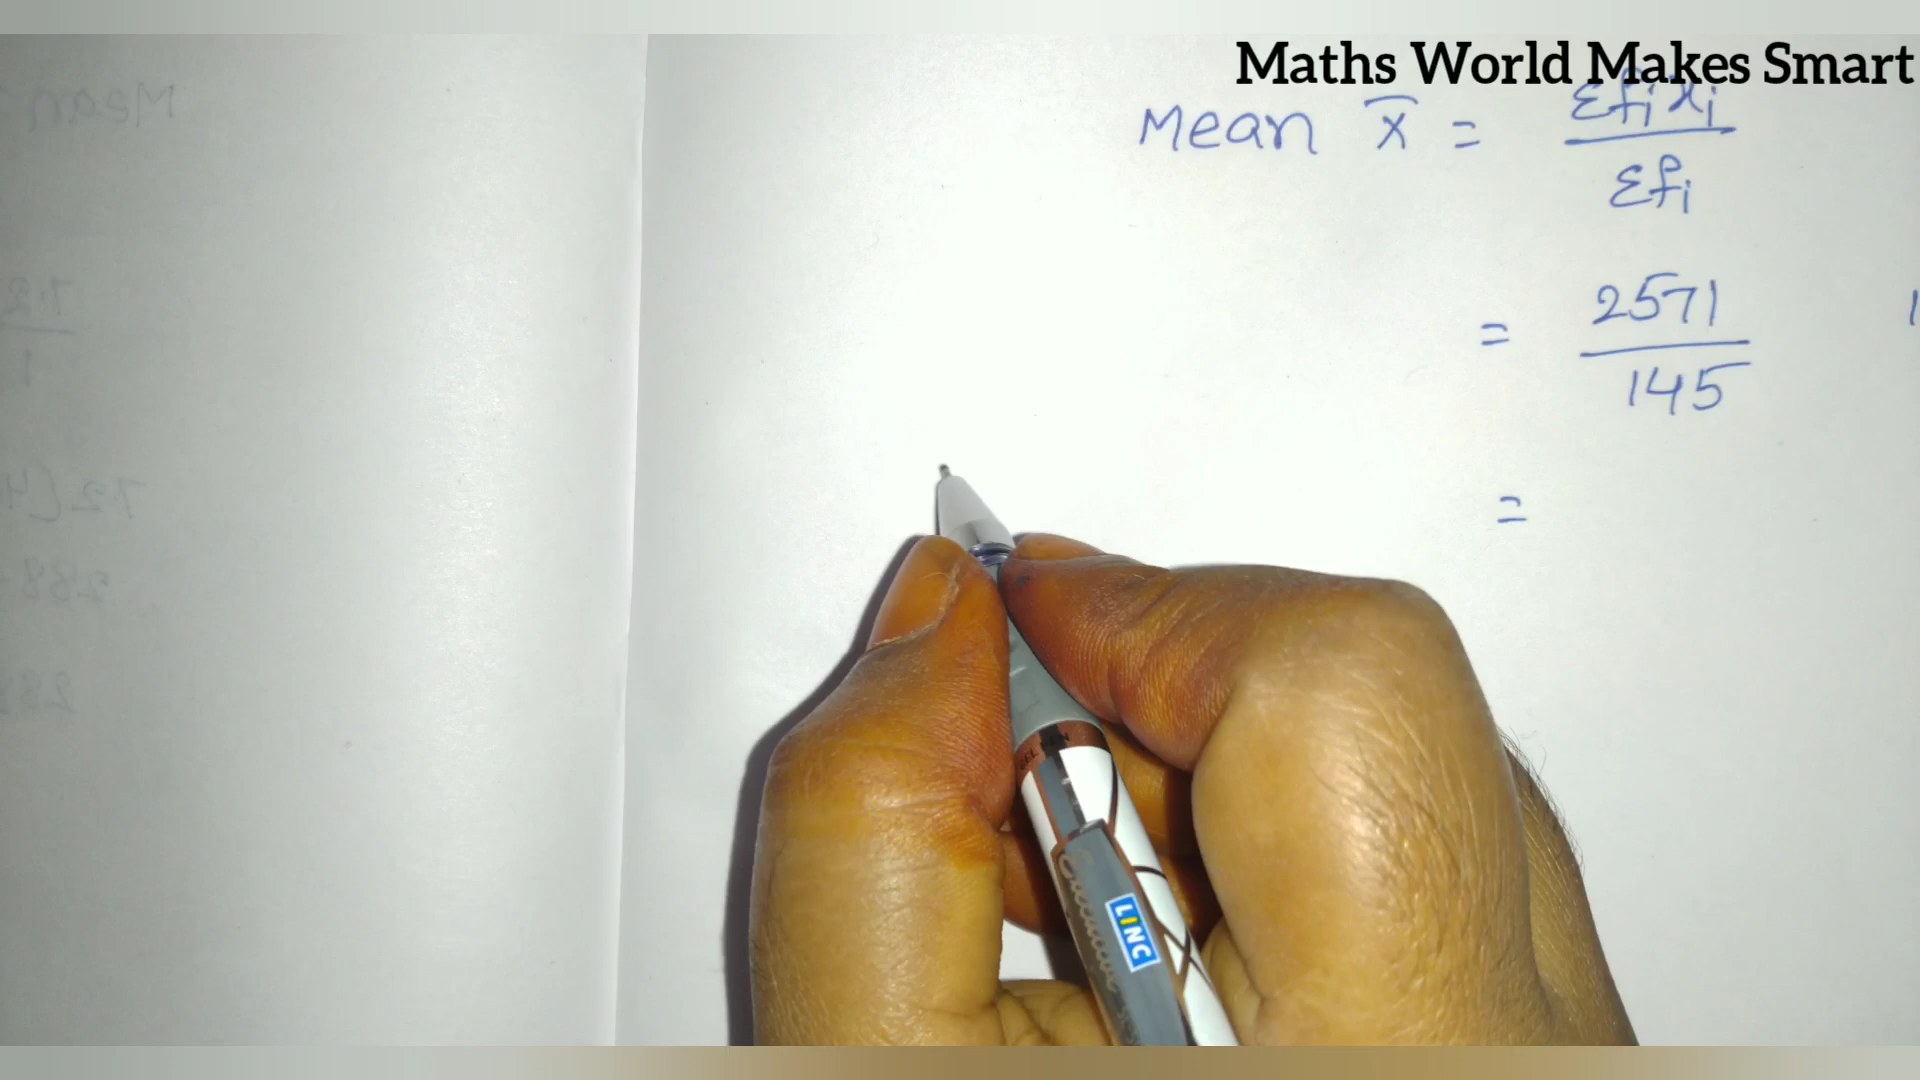 Maths World Makes Smart
Mean x̄ = Σfᵢxᵢ / Σfᵢ
= 2571 / 145
=
LINC